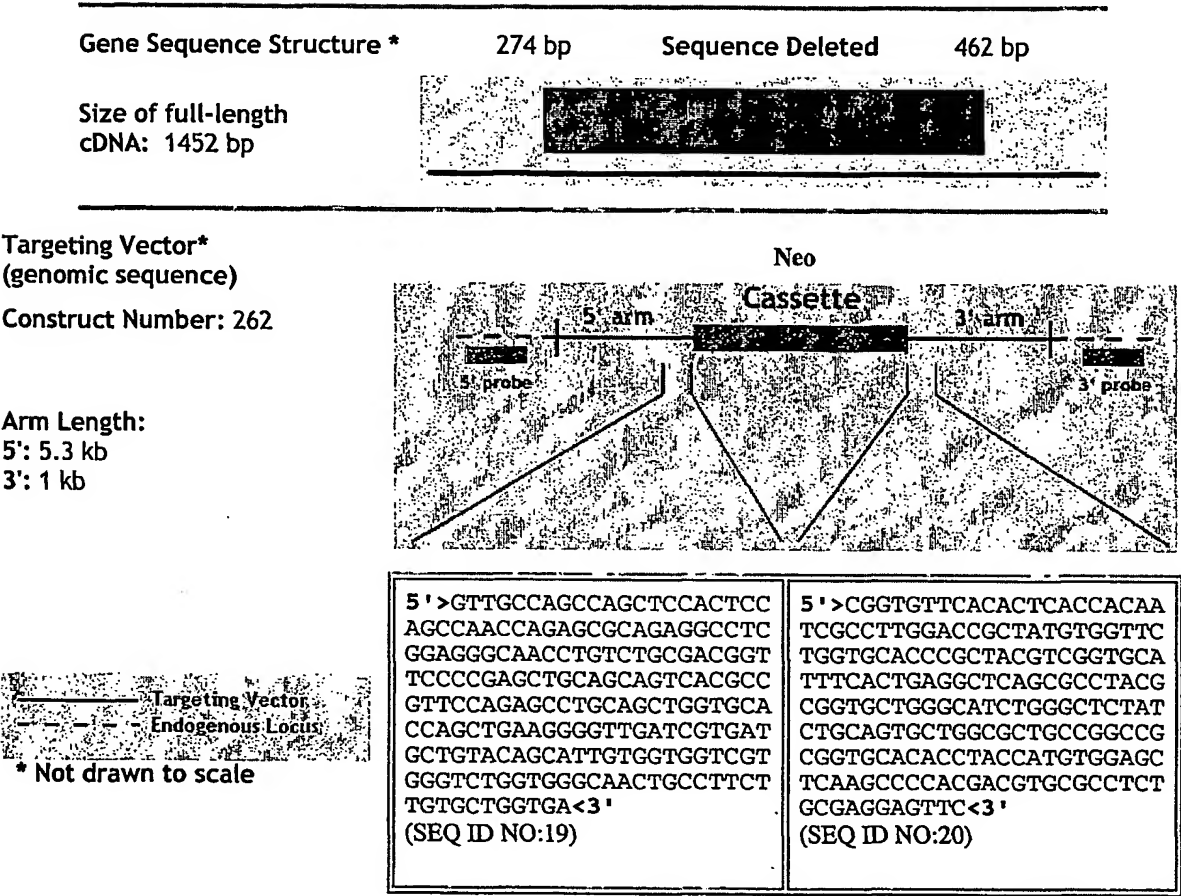 Gene Sequence Structure * 274 bp Sequence Deleted 462 bp
Size of full-length
cDNA: 1452 bp
Targeting Vector*
(genomic sequence)
Construct Number: 262
Arm Length:
5': 5.3 kb
3': 1 kb
Neo
Cassette
5' arm
3' arm
5' probe
3' probe
5'>GTTGCCAGCCAGCTCCACTCC
AGCCAACCAGAGCGCAGAGGCCTC
GGAGGGCAACCTGTCTGCGACGGT
TCCCCGAGCTGCAGCAGTCACGCC
GTTCCAGAGCCTGCAGCTGGTGCA
CCAGCTGAAGGGGTTGATCGTGAT
GCTGTACAGCATTGTGGTGGTCGT
GGGTCTGGTGGGCAACTGCCTTCT
TGTGCTGGTGA<3'
(SEQ ID NO:19)
5'>CGGTGTTCACACTCACCACAA
TCGCCTTGGACCGCTATGTGGTTC
TGGTGCACCCGCTACGTCGGTGCA
TTTCACTGAGGCTCAGCGCCTACG
CGGTGCTGGGCATCTGGGCTCTAT
CTGCAGTGCTGGCGCTGCCGGCCG
CGGTGCACACCTACCATGTGGAGC
TCAAGCCCCACGACGTGCGCCTCT
GCGAGGAGTTC<3'
(SEQ ID NO:20)
Targeting Vector
Endogenous Locus
* Not drawn to scale